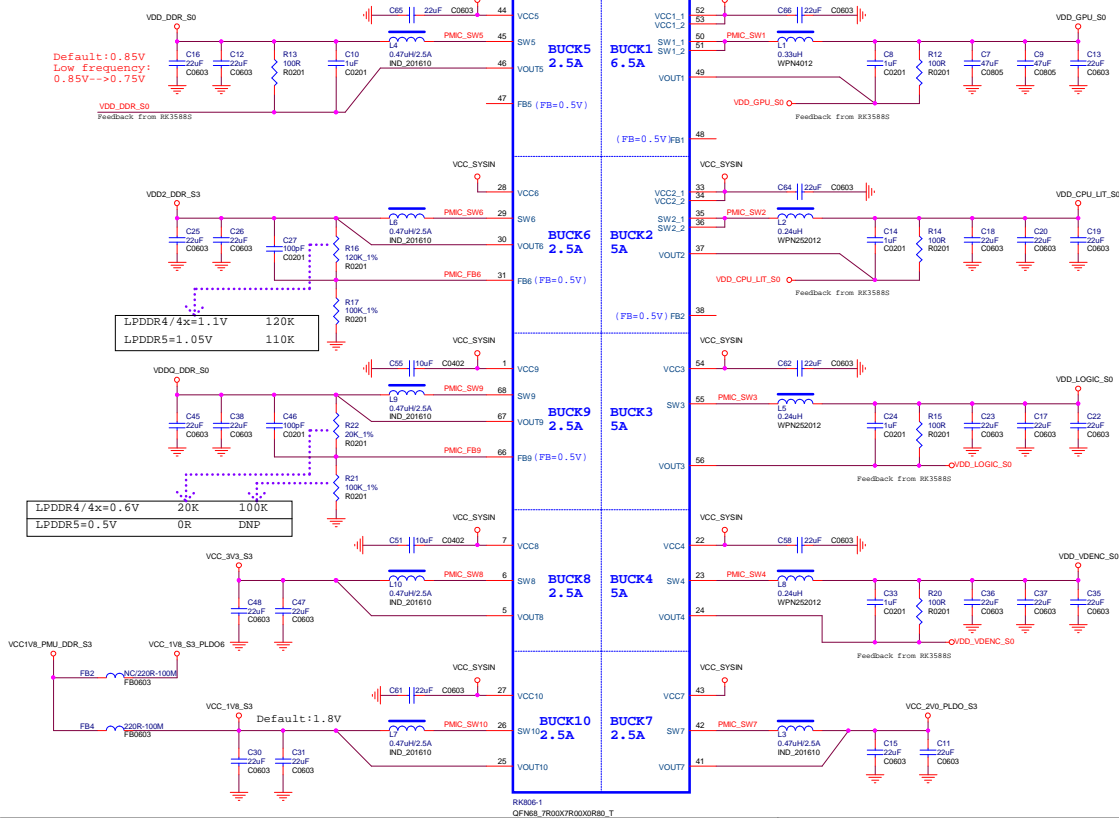 VDD_DDR_S0
C65 22uF C0603
44 VCC5
Default:0.85V
Low frequency:
0.85V-->0.75V
C16
22uF
C0603
C12
22uF
C0603
R13
100R
R0201
C10
1uF
C0201
L4
0.47uH/2.5A
IND_201610
PMIC_SW5
45 SW5
46 VOUT5
47 FB5 (FB=0.5V)
BUCK5
2.5A
VDD_DDR_S0
Feedback from RK3588S
52 VCC1_1
53 VCC1_2
C66 22uF C0603
VDD_GPU_S0
50 SW1_1
51 SW1_2
PMIC_SW1
L1
0.33uH
WPN4012
C8
1uF
C0201
R12
100R
R0201
C7
47uF
C0805
C9
47uF
C0805
C13
22uF
C0603
BUCK1
6.5A
49 VOUT1
VDD_GPU_S0
Feedback from RK3588S
48
(FB=0.5V) FB1
VCC_SYSIN
28 VCC6
VDD2_DDR_S3
C25
22uF
C0603
C26
22uF
C0603
C27
100pF
C0201
R16
120K_1%
R0201
L6
0.47uH/2.5A
IND_201610
PMIC_SW6
29 SW6
30 VOUT6
PMIC_FB6
31 FB6 (FB=0.5V)
BUCK6
2.5A
R17
100K_1%
R0201
LPDDR4/4x=1.1V 120K
LPDDR5=1.05V 110K
VCC_SYSIN
33 VCC2_1
34 VCC2_2
C64 22uF C0603
VDD_CPU_LIT_S0
35 SW2_1
36 SW2_2
PMIC_SW2
L2
0.24uH
WPN252012
C14
1uF
C0201
R14
100R
R0201
C18
22uF
C0603
C20
22uF
C0603
C19
22uF
C0603
BUCK2
5A
37 VOUT2
VDD_CPU_LIT_S0
Feedback from RK3588S
38
(FB=0.5V) FB2
VCC_SYSIN
C55 10uF C0402
1 VCC9
VDDQ_DDR_S0
C45
22uF
C0603
C38
22uF
C0603
C46
100pF
C0201
R22
20K_1%
R0201
L9
0.47uH/2.5A
IND_201610
PMIC_SW9
68 SW9
67 VOUT9
PMIC_FB9
66 FB9 (FB=0.5V)
BUCK9
2.5A
R21
100K_1%
R0201
LPDDR4/4x=0.6V 20K 100K
LPDDR5=0.5V 0R DNP
VCC_SYSIN
54 VCC3
C62 22uF C0603
VDD_LOGIC_S0
55 SW3
PMIC_SW3
L5
0.24uH
WPN252012
C24
1uF
C0201
R15
100R
R0201
C23
22uF
C0603
C17
22uF
C0603
C22
22uF
C0603
BUCK3
5A
56 VOUT3
VDD_LOGIC_S0
Feedback from RK3588S
VCC_SYSIN
C51 10uF C0402
7 VCC8
VCC_3V3_S3
C48
22uF
C0603
C47
22uF
C0603
L10
0.47uH/2.5A
IND_201610
PMIC_SW8
6 SW8
5 VOUT8
BUCK8
2.5A
VCC_SYSIN
22 VCC4
C58 22uF C0603
VDD_VDENC_S0
23 SW4
PMIC_SW4
L8
0.24uH
WPN252012
C33
1uF
C0201
R20
100R
R0201
C36
22uF
C0603
C37
22uF
C0603
C35
22uF
C0603
BUCK4
5A
24 VOUT4
VDD_VDENC_S0
Feedback from RK3588S
VCC1V8_PMU_DDR_S3
VCC_1V8_S3_PLDO6
FB2 NC/220R-100M
FB0603
FB4 220R-100M
FB0603
VCC_SYSIN
C61 22uF C0603
27 VCC10
VCC_1V8_S3
Default:1.8V
C30
22uF
C0603
C31
22uF
C0603
L7
0.47uH/2.5A
IND_201610
PMIC_SW10
26 SW10
25 VOUT10
BUCK10
2.5A
VCC_SYSIN
43 VCC7
VCC_2V0_PLDO_S3
42 SW7
PMIC_SW7
L3
0.47uH/2.5A
IND_201610
C15
22uF
C0603
C11
22uF
C0603
BUCK7
2.5A
41 VOUT7
RK806-1
QFN68_7R00X7R00X0R80_T